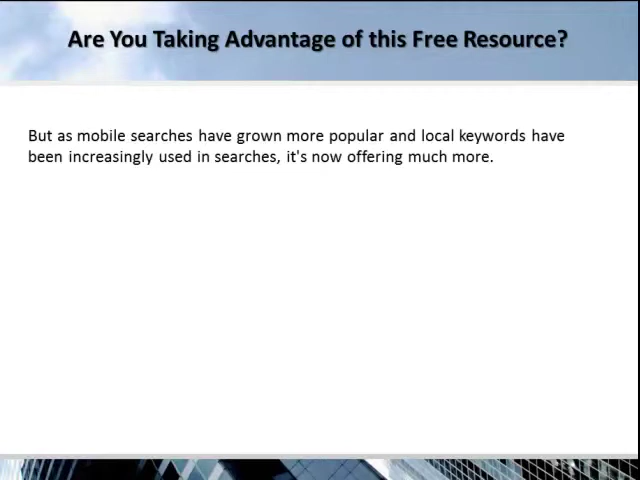 Are You Taking Advantage of this Free Resource?
But as mobile searches have grown more popular and local keywords have
been increasingly used in searches, it's now offering much more.